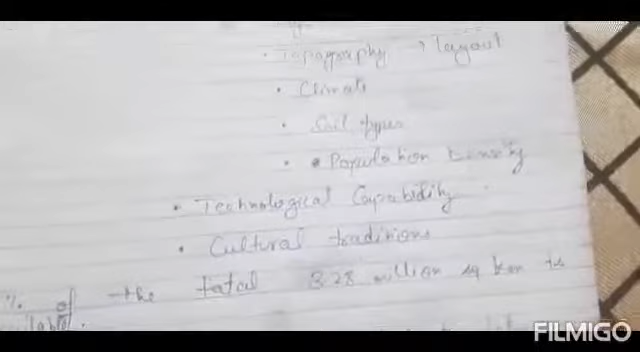 • Topography → layout
• Climate
• Soil types
• Population density
• Technological Capability
• Cultural traditions
% of the total 3.28 million sq km is
land.
FILMIGO